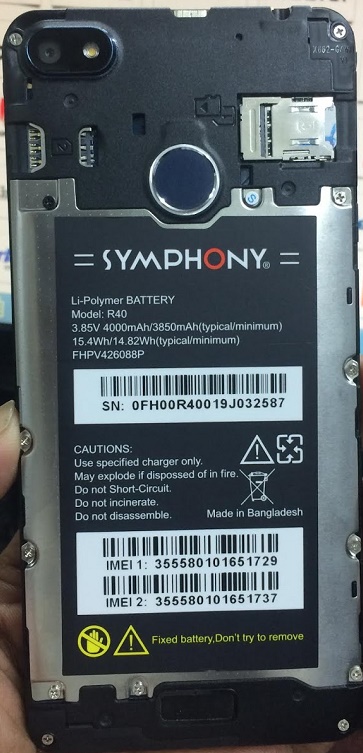 SYMPHONY®
Li-Polymer BATTERY
Model: R40
3.85V 4000mAh/3850mAh(typical/minimum)
15.4Wh/14.82Wh(typical/minimum)
FHPV426088P
SN: 0FH00R40019J032587
CAUTIONS:
Use specified charger only.
May explode if dispossed of in fire.
Do not Short-Circuit.
Do not incinerate.
Do not disassemble.
Made in Bangladesh
IMEI 1: 355580101651729
IMEI 2: 355580101651737
Fixed battery,Don't try to remove